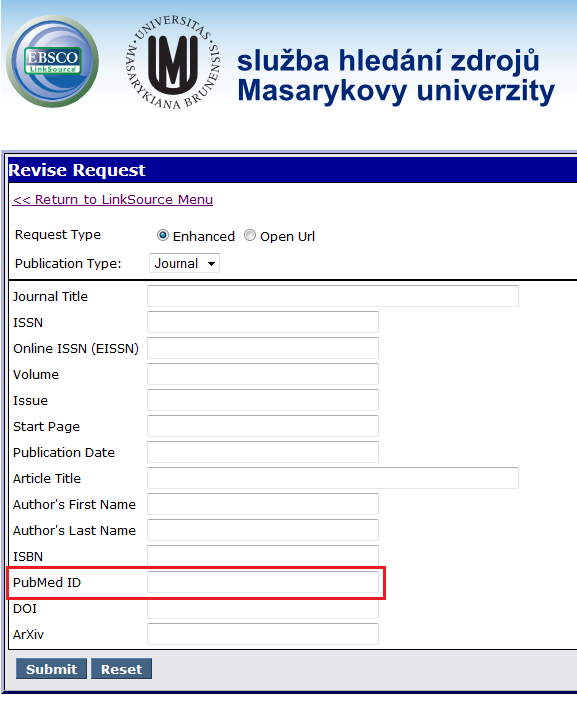 EBSCO
LinkSource®
UNIVERSITAS MASARYKIANA BRUNENSIS
služba hledání zdrojů
Masarykovy univerzity
Revise Request
<< Return to LinkSource Menu
Request Type Enhanced Open Url
Publication Type: Journal
Journal Title
ISSN
Online ISSN (EISSN)
Volume
Issue
Start Page
Publication Date
Article Title
Author's First Name
Author's Last Name
ISBN
PubMed ID
DOI
ArXiv
Submit Reset